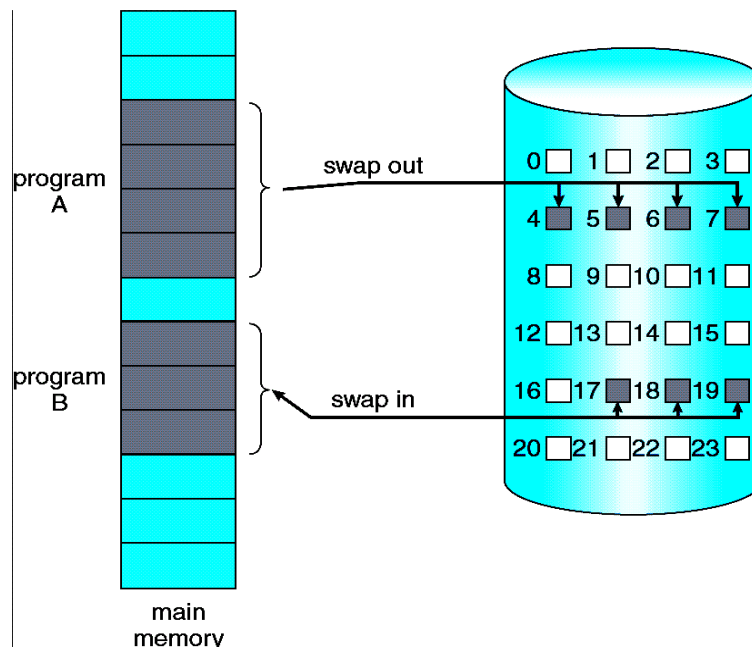 program
A
program
B
main
memory
swap out
swap in
0 1 2 3
4 5 6 7
8 9 10 11
12 13 14 15
16 17 18 19
20 21 22 23